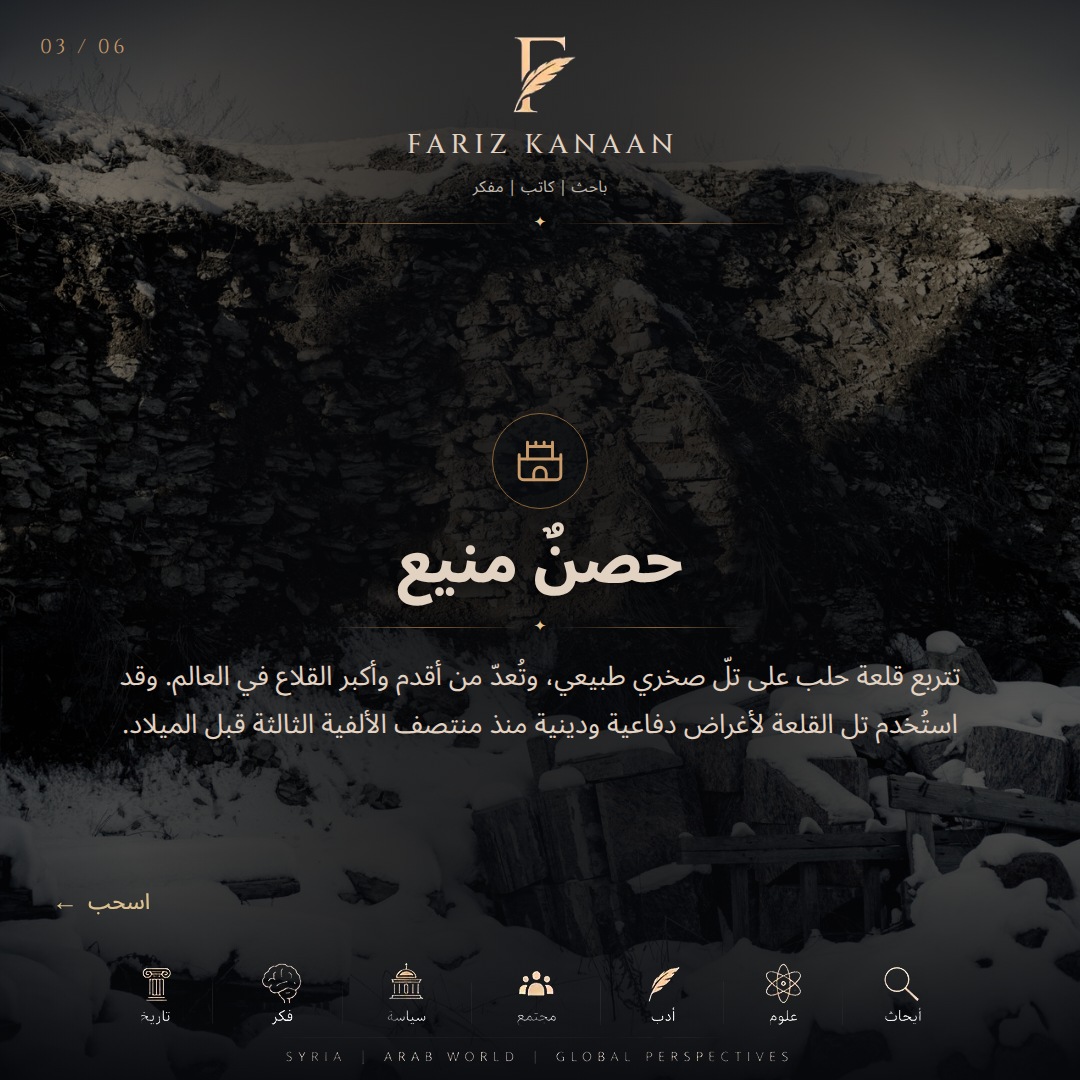 03 / 06
FARIZ KANAAN
باحث | كاتب | مفكر
حصنٌ منيع
تتربع قلعة حلب على تلّ صخري طبيعي، وتُعدّ من أقدم وأكبر القلاع في العالم. وقد
استُخدم تل القلعة لأغراض دفاعية ودينية منذ منتصف الألفية الثالثة قبل الميلاد.
اسحب ←
أبحاث
علوم
أدب
مجتمع
سياسة
فكر
تاريخ
SYRIA | ARAB WORLD | GLOBAL PERSPECTIVES